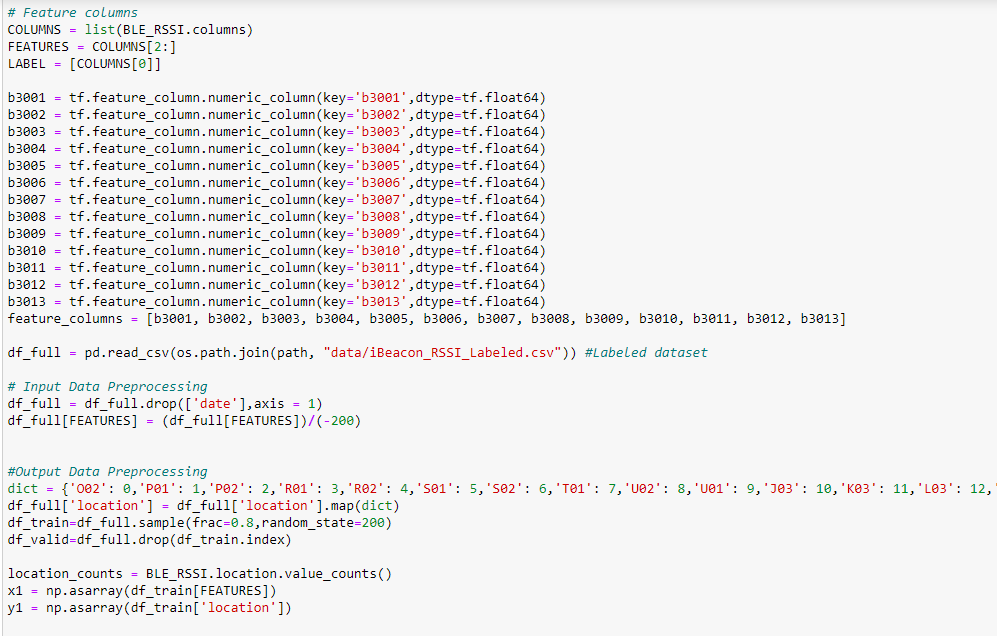 # Feature columns
COLUMNS = list(BLE_RSSI.columns)
FEATURES = COLUMNS[2:]
LABEL = [COLUMNS[0]]
b3001 = tf.feature_column.numeric_column(key='b3001',dtype=tf.float64)
b3002 = tf.feature_column.numeric_column(key='b3002',dtype=tf.float64)
b3003 = tf.feature_column.numeric_column(key='b3003',dtype=tf.float64)
b3004 = tf.feature_column.numeric_column(key='b3004',dtype=tf.float64)
b3005 = tf.feature_column.numeric_column(key='b3005',dtype=tf.float64)
b3006 = tf.feature_column.numeric_column(key='b3006',dtype=tf.float64)
b3007 = tf.feature_column.numeric_column(key='b3007',dtype=tf.float64)
b3008 = tf.feature_column.numeric_column(key='b3008',dtype=tf.float64)
b3009 = tf.feature_column.numeric_column(key='b3009',dtype=tf.float64)
b3010 = tf.feature_column.numeric_column(key='b3010',dtype=tf.float64)
b3011 = tf.feature_column.numeric_column(key='b3011',dtype=tf.float64)
b3012 = tf.feature_column.numeric_column(key='b3012',dtype=tf.float64)
b3013 = tf.feature_column.numeric_column(key='b3013',dtype=tf.float64)
feature_columns = [b3001, b3002, b3003, b3004, b3005, b3006, b3007, b3008, b3009, b3010, b3011, b3012, b3013]
df_full = pd.read_csv(os.path.join(path, "data/iBeacon_RSSI_Labeled.csv")) #Labeled dataset
# Input Data Preprocessing
df_full = df_full.drop(['date'],axis = 1)
df_full[FEATURES] = (df_full[FEATURES])/(-200)
#Output Data Preprocessing
dict = {'O02': 0,'P01': 1,'P02': 2,'R01': 3,'R02': 4,'S01': 5,'S02': 6,'T01': 7,'U02': 8,'U01': 9,'J03': 10,'K03': 11,'L03': 12,'
df_full['location'] = df_full['location'].map(dict)
df_train=df_full.sample(frac=0.8,random_state=200)
df_valid=df_full.drop(df_train.index)
location_counts = BLE_RSSI.location.value_counts()
x1 = np.asarray(df_train[FEATURES])
y1 = np.asarray(df_train['location'])